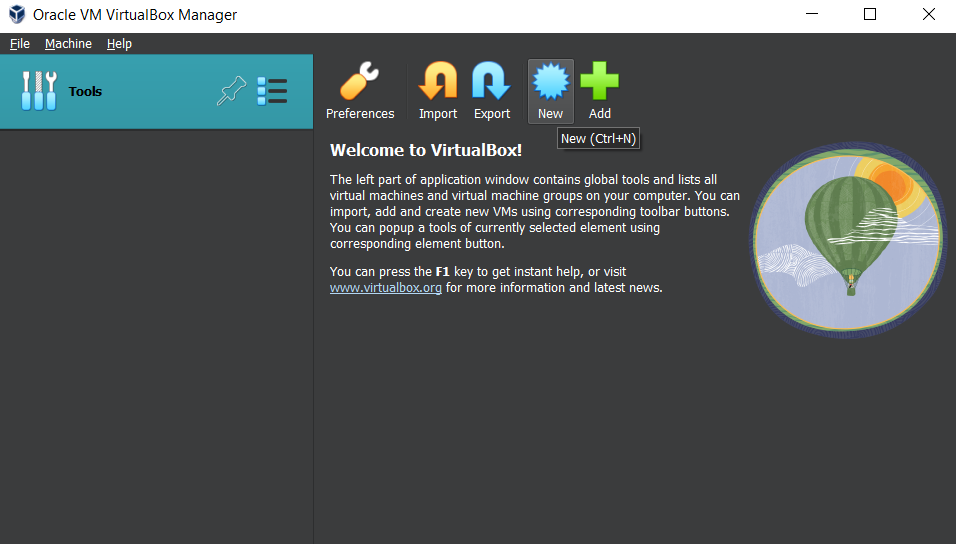 Oracle VM VirtualBox Manager
File Machine Help
Tools
Preferences Import Export New Add
New (Ctrl+N)
Welcome to VirtualBox!
The left part of application window contains global tools and lists all
virtual machines and virtual machine groups on your computer. You can
import, add and create new VMs using corresponding toolbar buttons.
You can popup a tools of currently selected element using
corresponding element button.
You can press the F1 key to get instant help, or visit
www.virtualbox.org for more information and latest news.